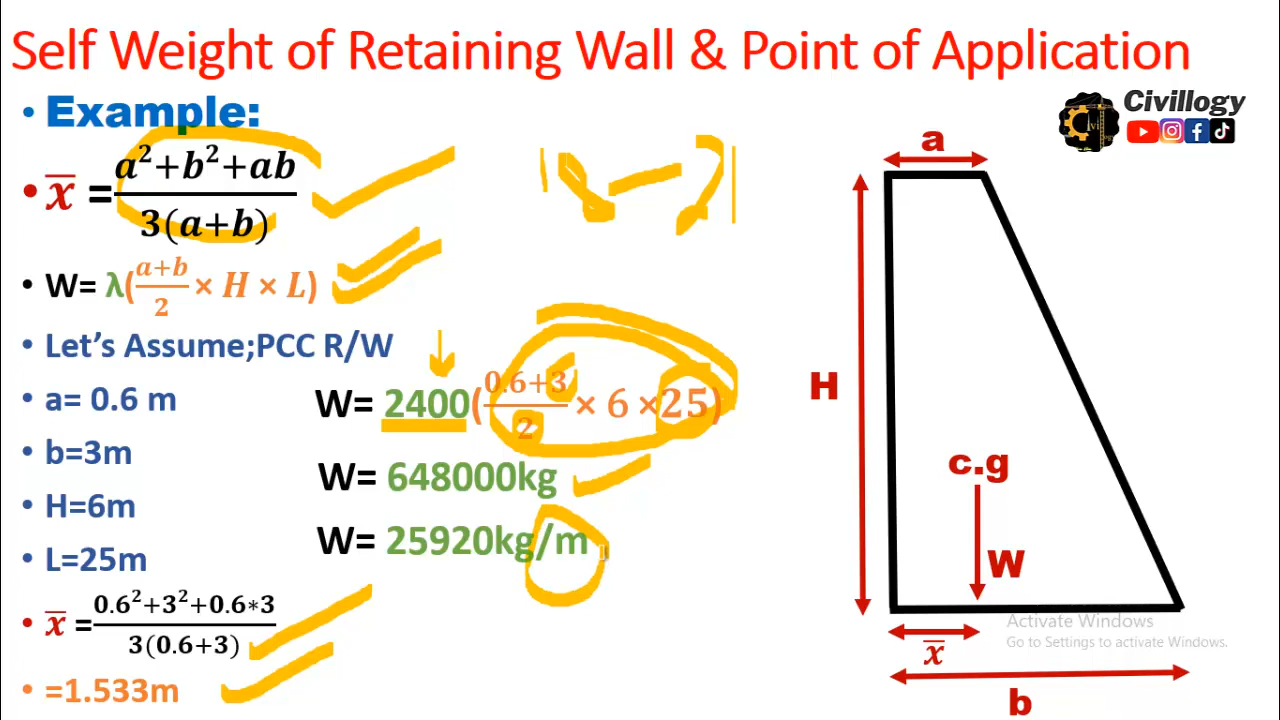 Self Weight of Retaining Wall & Point of Application
• Example:
Civillogy
• x̅ = (a²+b²+ab)/(3(a+b))
• W= λ((a+b)/2 × H × L)
• Let’s Assume;PCC R/W
• a= 0.6 m
• b=3m
• H=6m
• L=25m
• x̅ = (0.6²+3²+0.6*3)/(3(0.6+3))
• =1.533m
W= 2400((0.6+3)/2 × 6 ×25)
W= 648000kg
W= 25920kg/m
a
H
c.g
W
x̅
b
Activate Windows
Go to Settings to activate Windows.